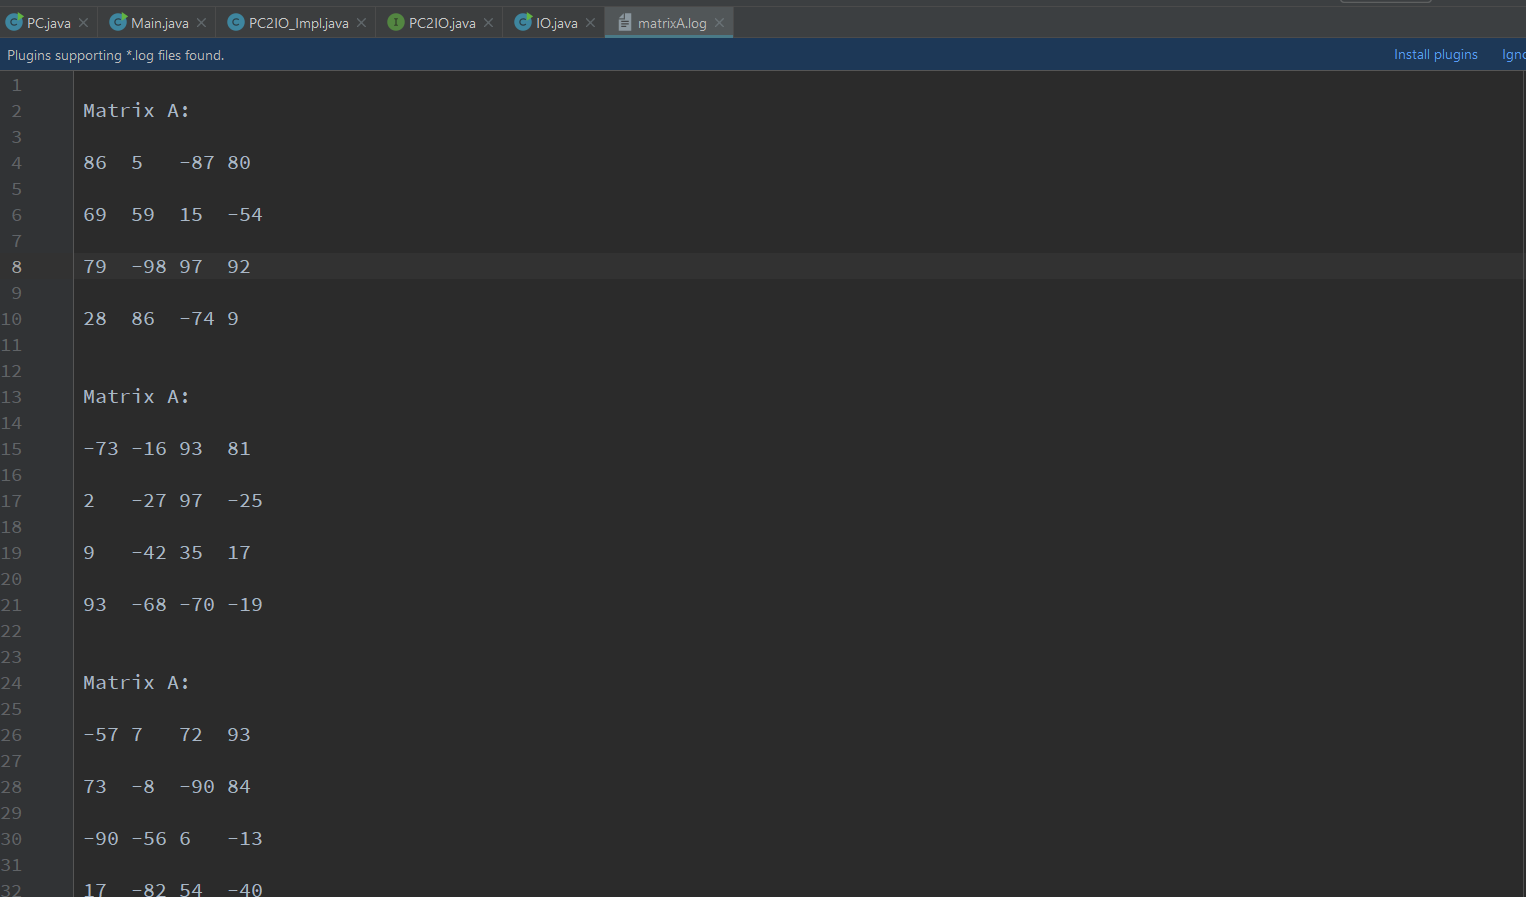 PC.java Main.java PC2IO_Impl.java PC2IO.java IO.java matrixA.log
Plugins supporting *.log files found. Install plugins
1
2 Matrix A:
3
4 86 5 -87 80
5
6 69 59 15 -54
7
8 79 -98 97 92
9
10 28 86 -74 9
11
12
13 Matrix A:
14
15 -73 -16 93 81
16
17 2 -27 97 -25
18
19 9 -42 35 17
20
21 93 -68 -70 -19
22
23
24 Matrix A:
25
26 -57 7 72 93
27
28 73 -8 -90 84
29
30 -90 -56 6 -13
31
32 17 -82 54 -40